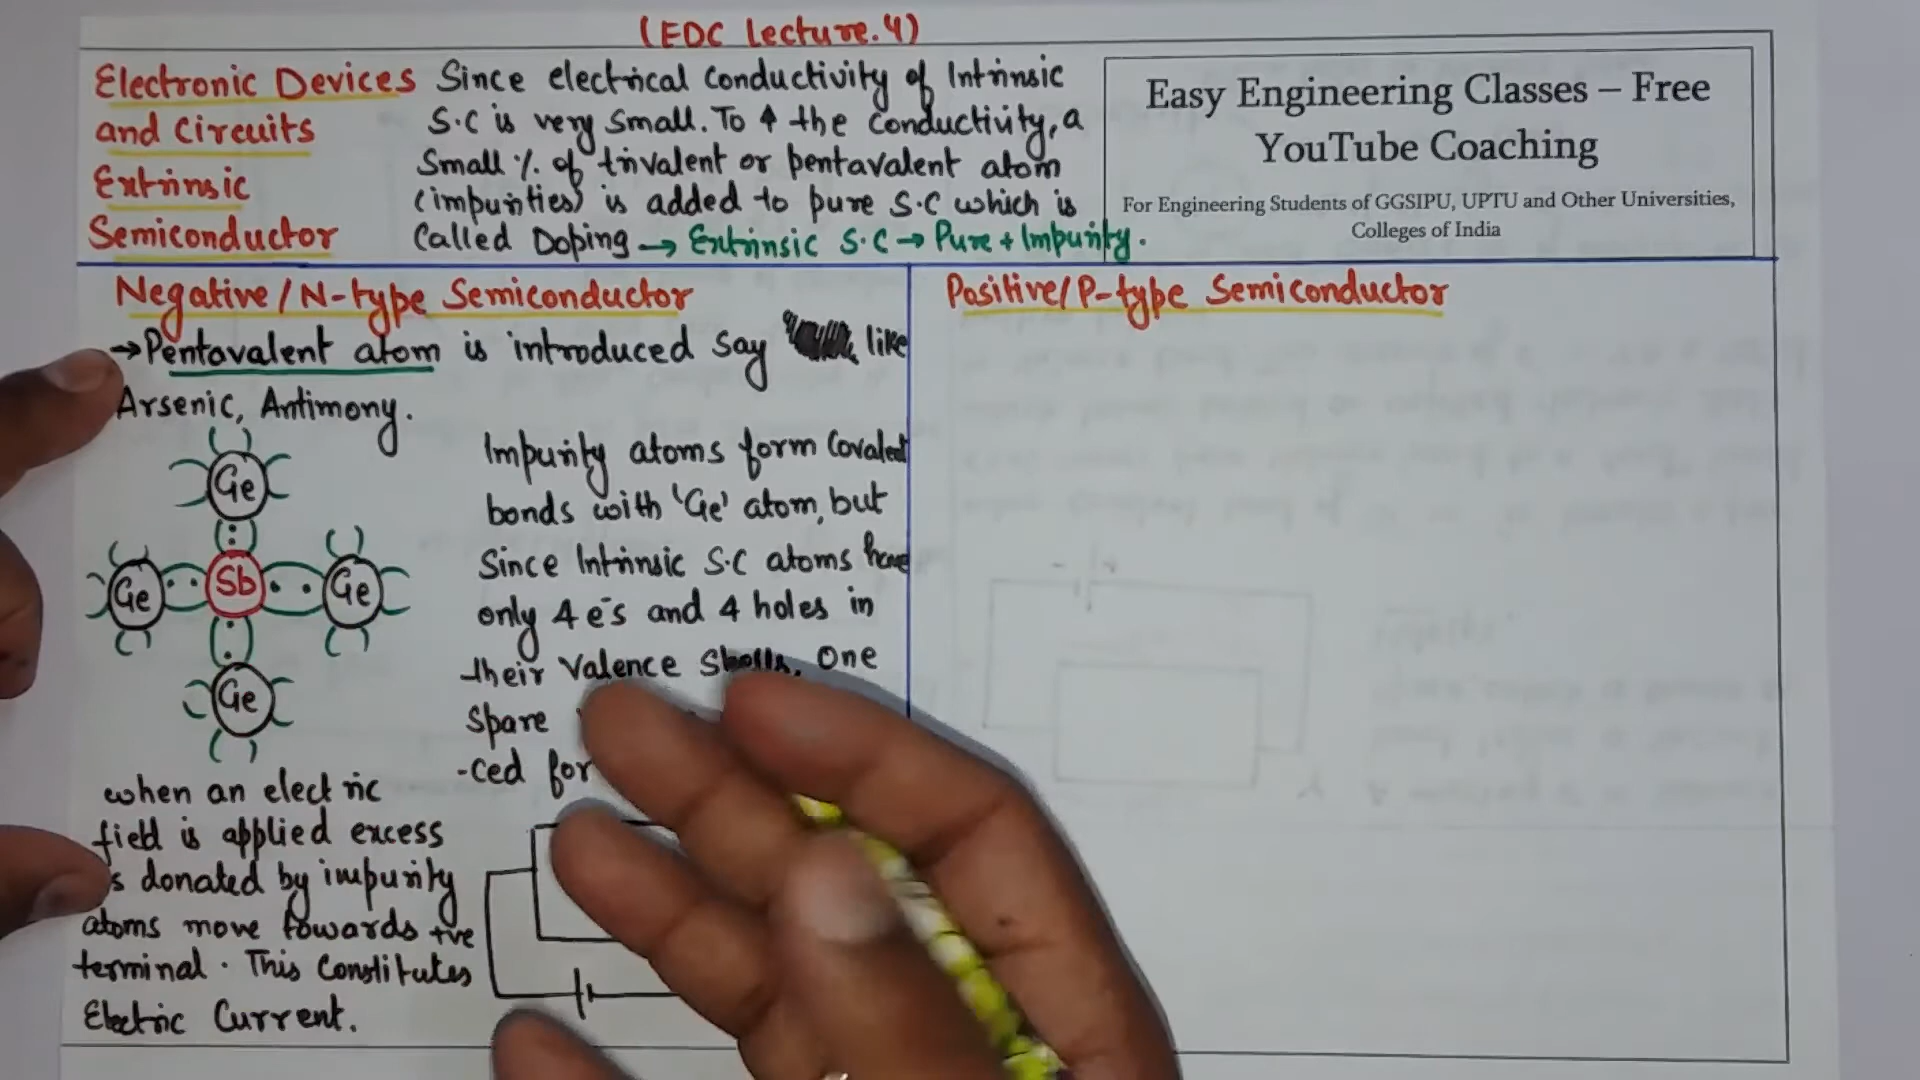 (EDC Lecture.4)
Electronic Devices
and Circuits
Extrinsic
Semiconductor
Since electrical conductivity of Intrinsic
S.C is very small. To ↑ the conductivity, a
small %. of trivalent or pentavalent atom
(impurities) is added to pure S.C which is
called Doping → Extrinsic S.C → Pure + Impurity.
Easy Engineering Classes – Free
YouTube Coaching
For Engineering Students of GGSIPU, UPTU and Other Universities,
Colleges of India
Negative/N-type Semiconductor
→ Pentavalent atom is introduced say like
Arsenic, Antimony.
Ge
Ge Sb Ge
Ge
Impurity atoms form Covalent
bonds with 'Ge' atom, but
Since Intrinsic S.C atoms have
only 4 e-s and 4 holes in
their Valence Shells. One
Spare
-ced for
when an electric
field is applied excess
s donated by impurity
atoms move towards +ve
terminal. This Constitutes
Electric Current.
Positive/P-type Semiconductor